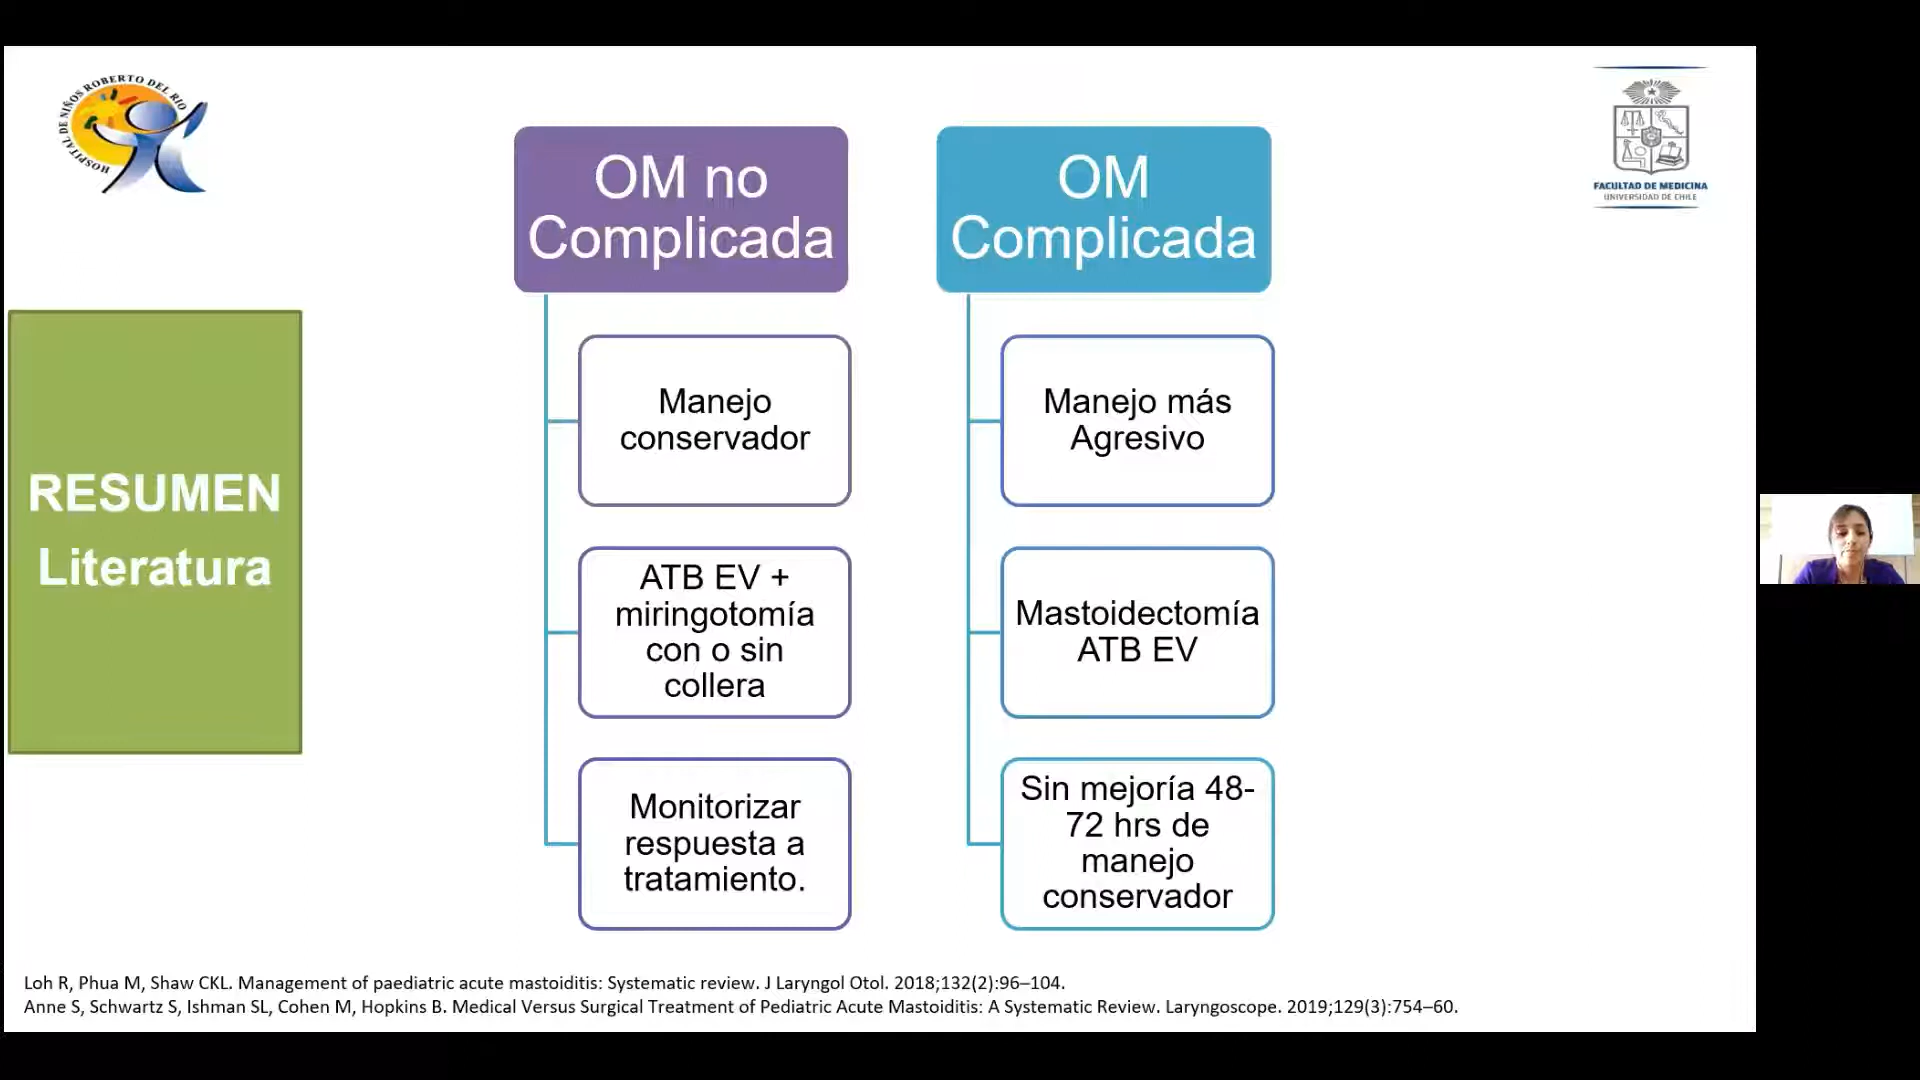 HOSPITAL DE NIÑOS ROBERTO DEL RIO
FACULTAD DE MEDICINA
UNIVERSIDAD DE CHILE
RESUMEN
Literatura
OM no
Complicada
Manejo
conservador
ATB EV +
miringotomía
con o sin
collera
Monitorizar
respuesta a
tratamiento.
OM
Complicada
Manejo más
Agresivo
Mastoidectomía
ATB EV
Sin mejoría 48-
72 hrs de
manejo
conservador
Loh R, Phua M, Shaw CKL. Management of paediatric acute mastoiditis: Systematic review. J Laryngol Otol. 2018;132(2):96–104.
Anne S, Schwartz S, Ishman SL, Cohen M, Hopkins B. Medical Versus Surgical Treatment of Pediatric Acute Mastoiditis: A Systematic Review. Laryngoscope. 2019;129(3):754–60.